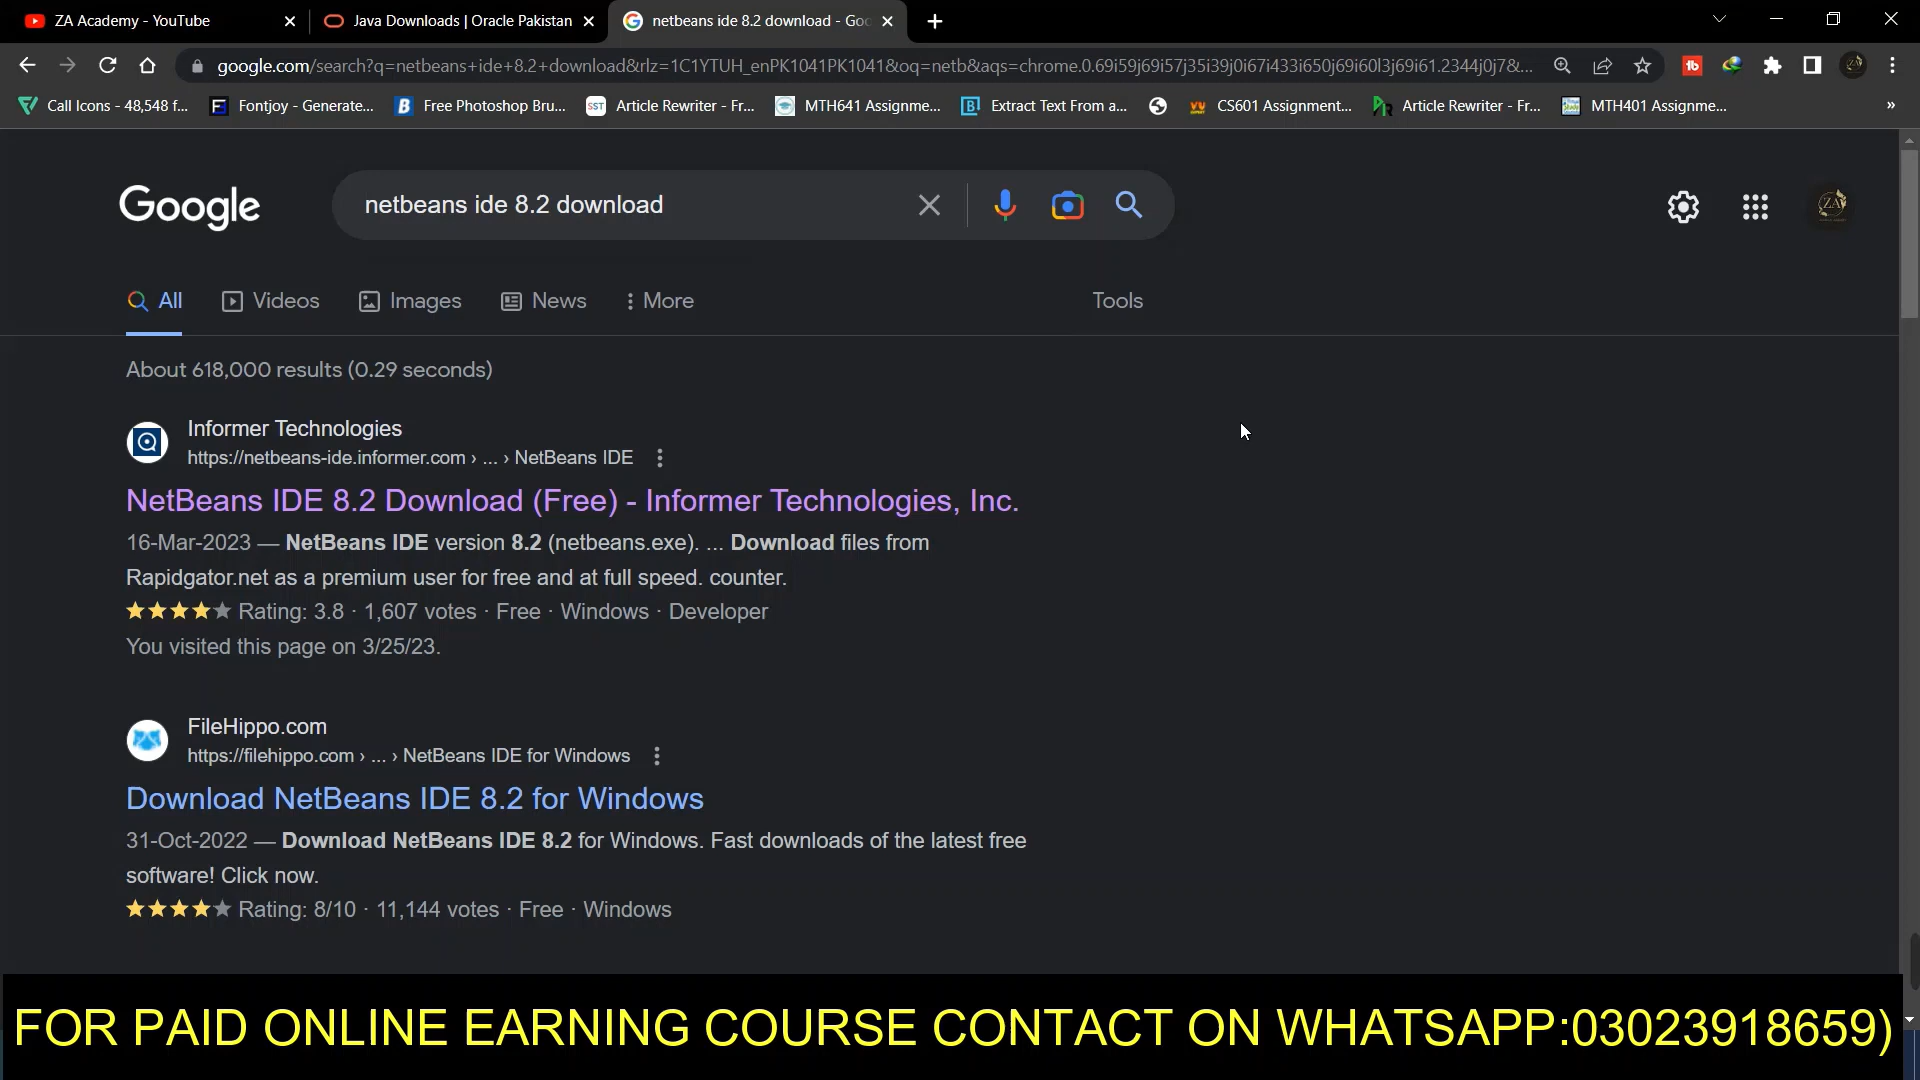 ZA Academy - YouTube
Java Downloads | Oracle Pakistan
netbeans ide 8.2 download - Goo
google.com/search?q=netbeans+ide+8.2+download&rlz=1C1YTUH_enPK1041PK1041&oq=netb&aqs=chrome.0.69i59j69i57j35i39j0i67i433i650j69i60l3j69i61.2344j0j7&...
Call Icons - 48,548 f...
Fontjoy - Generate...
Free Photoshop Bru...
Article Rewriter - Fr...
MTH641 Assignme...
Extract Text From a...
CS601 Assignment...
Article Rewriter - Fr...
MTH401 Assignme...
Google
netbeans ide 8.2 download
All Videos Images News More Tools
About 618,000 results (0.29 seconds)
Informer Technologies
https://netbeans-ide.informer.com › ... › NetBeans IDE
NetBeans IDE 8.2 Download (Free) - Informer Technologies, Inc.
16-Mar-2023 — NetBeans IDE version 8.2 (netbeans.exe). ... Download files from
Rapidgator.net as a premium user for free and at full speed. counter.
Rating: 3.8 · 1,607 votes · Free · Windows · Developer
You visited this page on 3/25/23.
FileHippo.com
https://filehippo.com › ... › NetBeans IDE for Windows
Download NetBeans IDE 8.2 for Windows
31-Oct-2022 — Download NetBeans IDE 8.2 for Windows. Fast downloads of the latest free
software! Click now.
Rating: 8/10 · 11,144 votes · Free · Windows
FOR PAID ONLINE EARNING COURSE CONTACT ON WHATSAPP:03023918659)